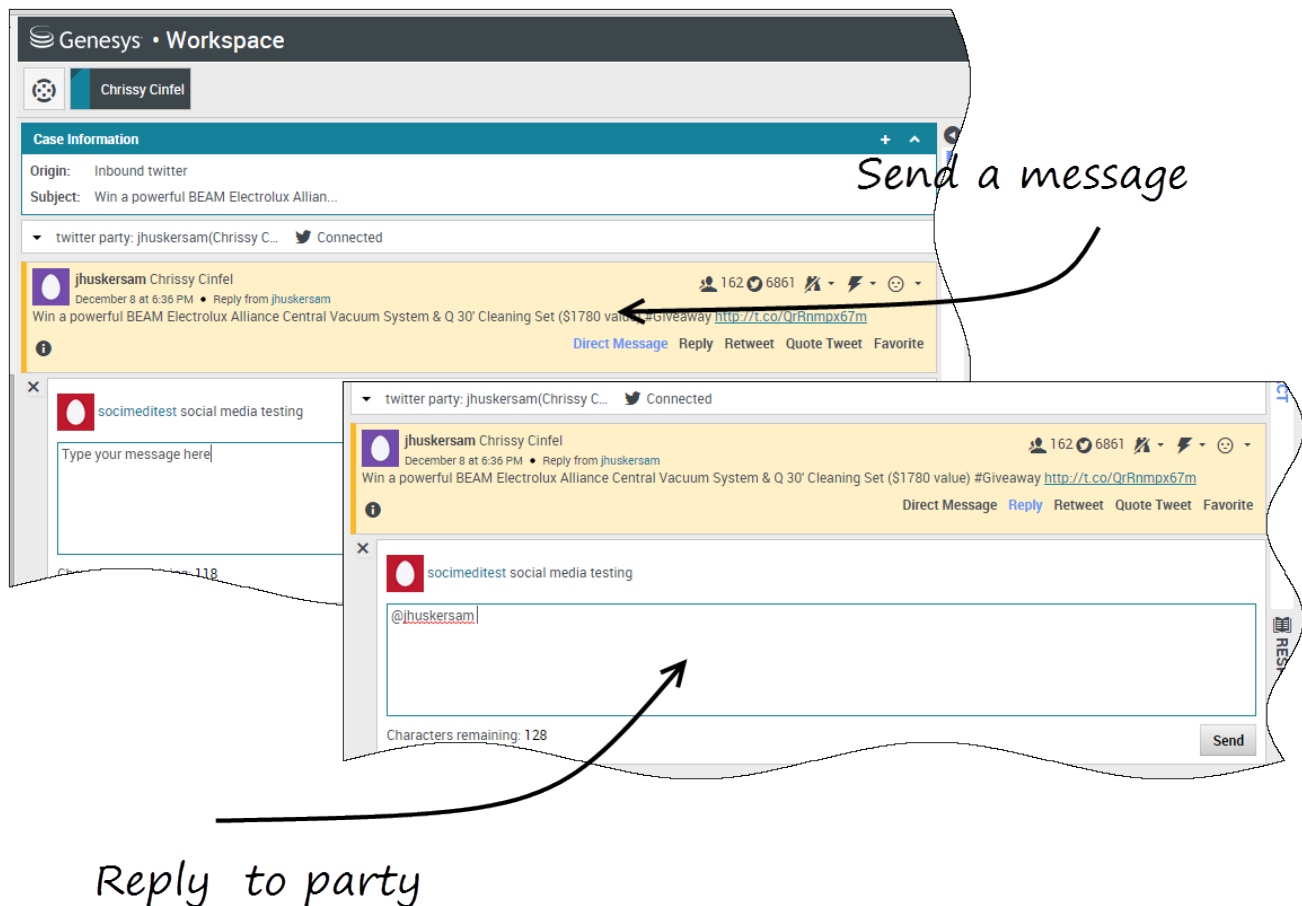 Genesys • Workspace
Chrissy Cinfel
Case Information
Origin: Inbound twitter
Subject: Win a powerful BEAM Electrolux Allian...
Send a message
twitter party: jhuskersam(Chrissy C... Connected
jhuskersam Chrissy Cinfel
162 6861
December 8 at 6:36 PM • Reply from jhuskersam
Win a powerful BEAM Electrolux Alliance Central Vacuum System & Q 30' Cleaning Set ($1780 value) #Giveaway http://t.co/QrRnmpx67m
Direct Message Reply Retweet Quote Tweet Favorite
socimeditest social media testing
Type your message here
118
twitter party: jhuskersam(Chrissy C... Connected
jhuskersam Chrissy Cinfel
162 6861
December 8 at 6:36 PM • Reply from jhuskersam
Win a powerful BEAM Electrolux Alliance Central Vacuum System & Q 30' Cleaning Set ($1780 value) #Giveaway http://t.co/QrRnmpx67m
Direct Message Reply Retweet Quote Tweet Favorite
socimeditest social media testing
@jhuskersam
Characters remaining: 128
Send
Reply to party